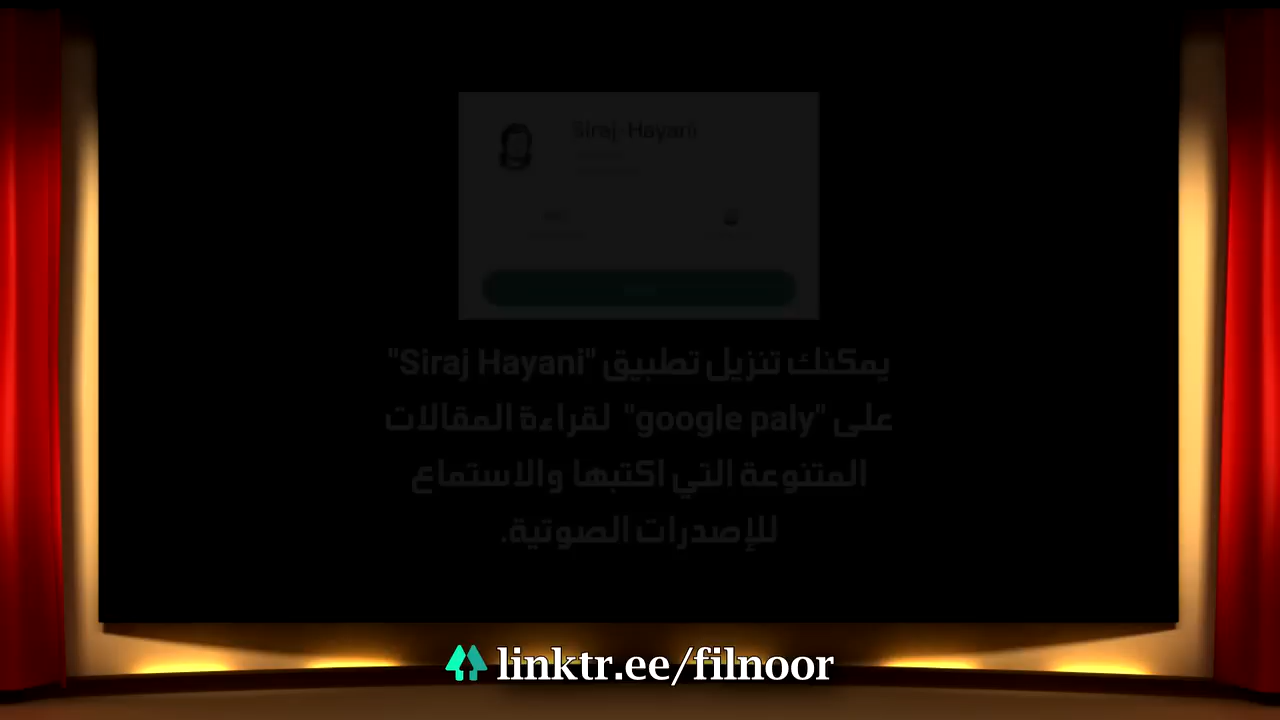 Siraj Hayani
يمكنك تنزيل تطبيق "Siraj Hayani"
على "google paly" لقراءة المقالات
المتنوعة التي اكتبها والاستماع
للإصدرات الصوتية.
linktr.ee/filnoor